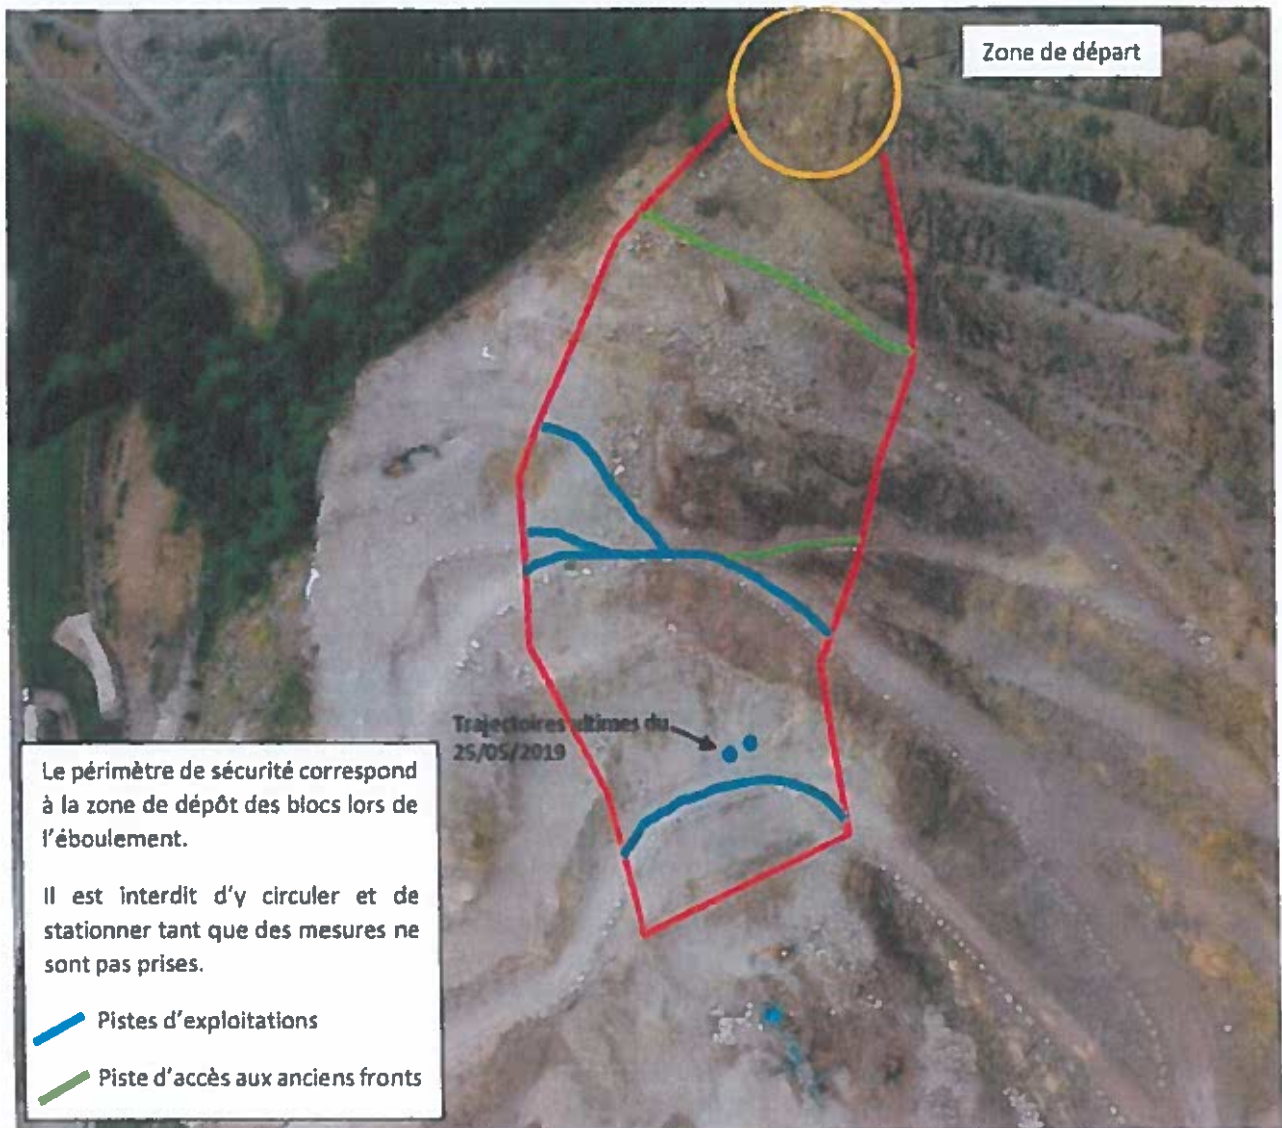 Zone de départ
Trajectoires ultimes du
25/05/2019
Le périmètre de sécurité correspond
à la zone de dépôt des blocs lors de
l'éboulement.
Il est interdit d'y circuler et de
stationner tant que des mesures ne
sont pas prises.
Pistes d'exploitations
Piste d'accès aux anciens fronts